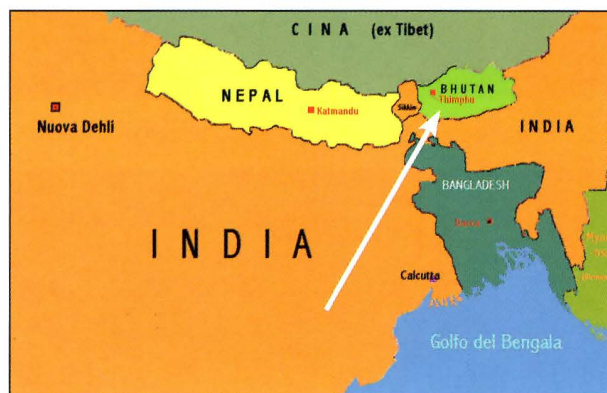 CINA (ex Tibet)
NEPAL
Katmandu
Sikkim
BHUTAN
Thimphu
Nuova Dehli
INDIA
BANGLADESH
INDIA
Calcutta
Golfo del Bengala